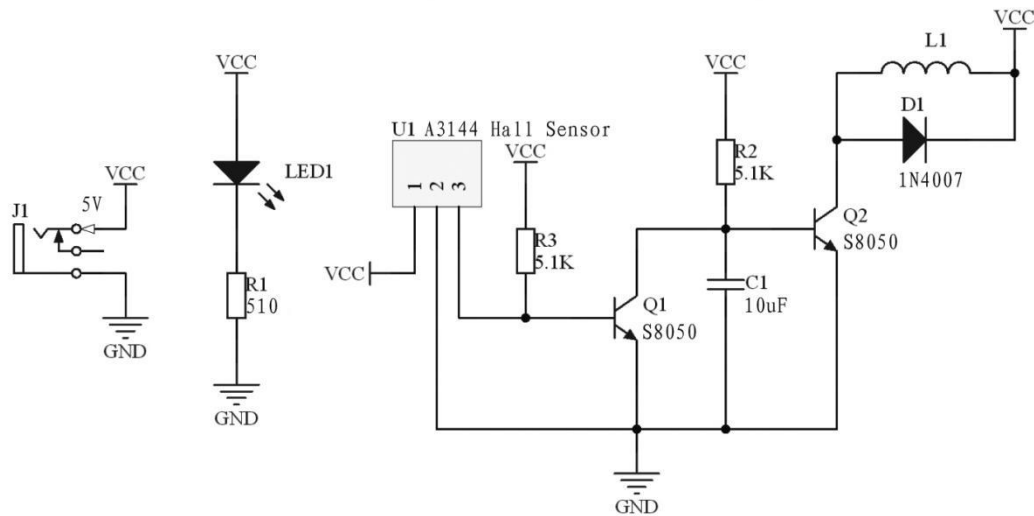 J1
5V
VCC
GND
VCC
LED1
R1
510
GND
U1 A3144 Hall Sensor
1
2
3
VCC
VCC
R3
5.1K
Q1
S8050
GND
VCC
R2
5.1K
C1
10uF
Q2
S8050
L1
VCC
D1
1N4007